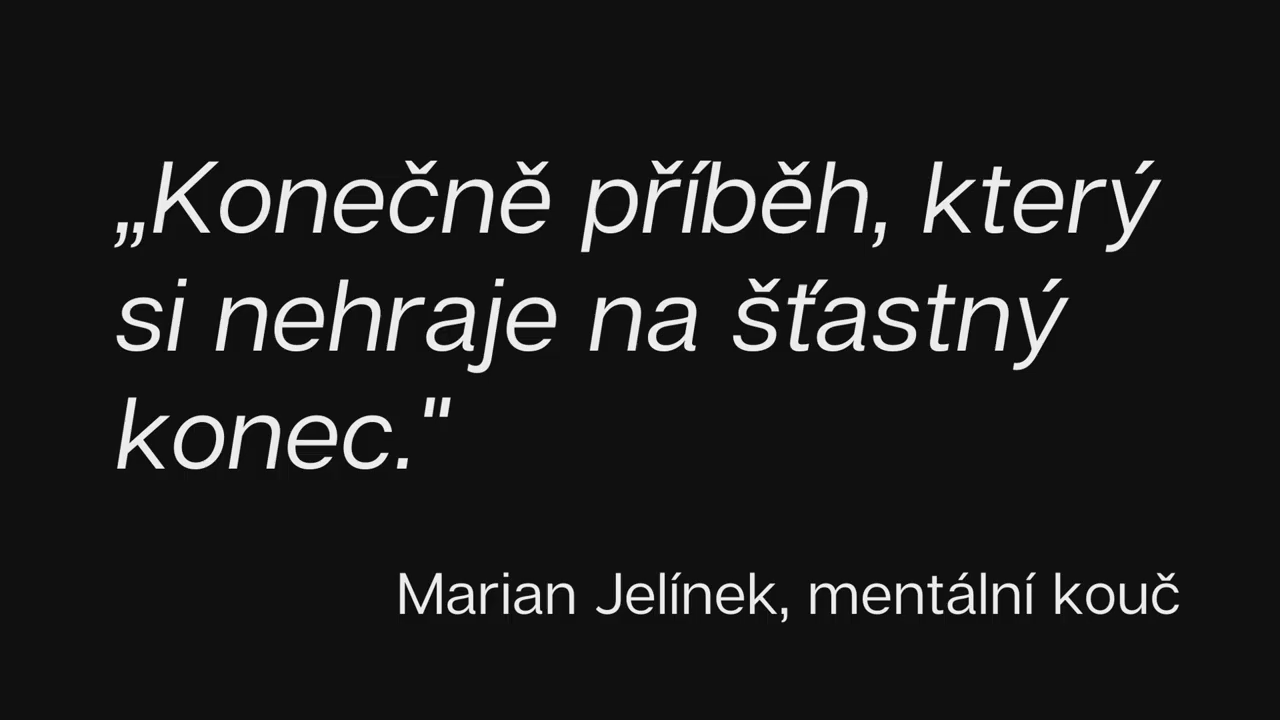 „Konečně příběh, který
si nehraje na šťastný
konec."
Marian Jelínek, mentální kouč